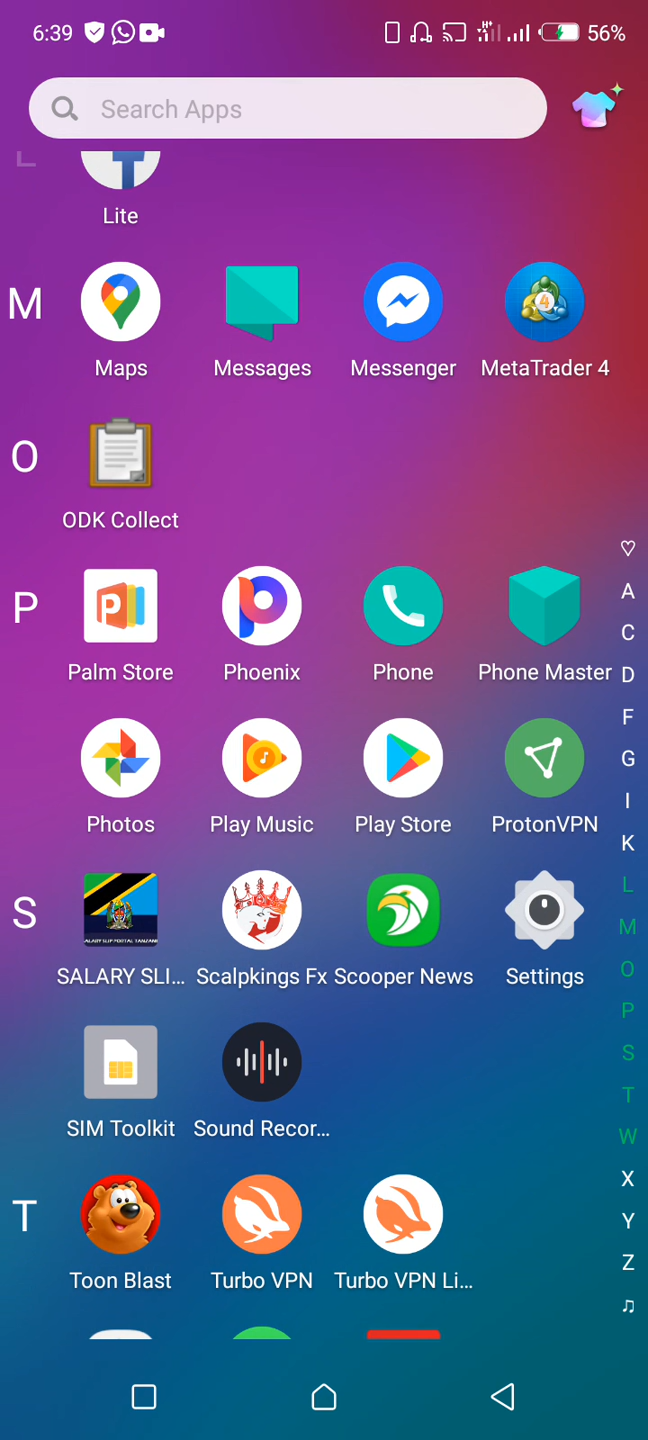 6:39 56%
Search Apps
L
Lite
M
Maps Messages Messenger MetaTrader 4
O
ODK Collect
P
Palm Store Phoenix Phone Phone Master
Photos Play Music Play Store ProtonVPN
S
SALARY SLI... Scalpkings Fx Scooper News Settings
SIM Toolkit Sound Recor...
T
Toon Blast Turbo VPN Turbo VPN Li...
♡
A
C
D
F
G
I
K
L
M
O
P
S
T
W
X
Y
Z
♫